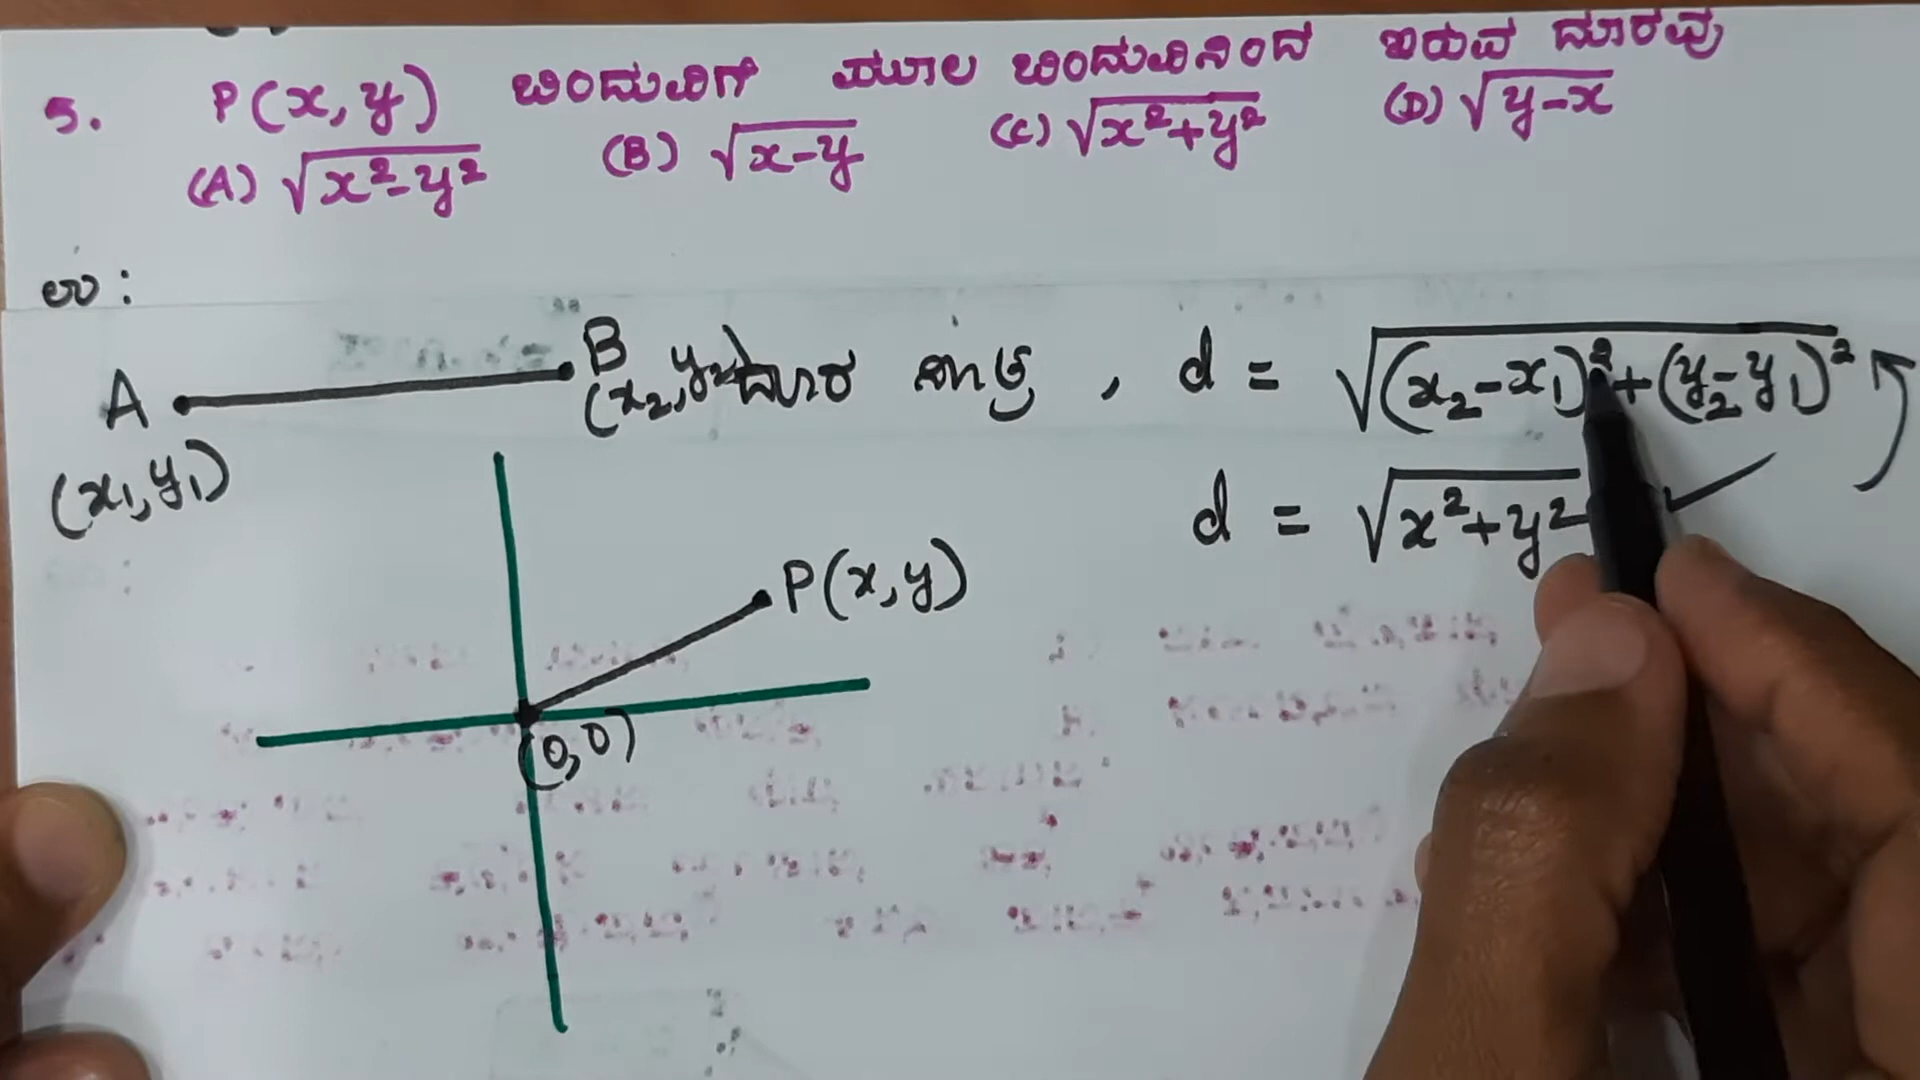 5. P(x, y) ಬಿಂದುವಿಗೆ ಮೂಲ ಬಿಂದುವಿನಿಂದ ಇರುವ ದೂರವು
(A) √x²-y² (B) √x-y (C) √x²+y² (D) √y-x
ಉ:
A B
(x₁, y₁) (x₂, y₂) ದೂರ ಸೂತ್ರ , d = √(x₂-x₁)²+(y₂-y₁)²
d = √x²+y²
P(x, y)
(0, 0)